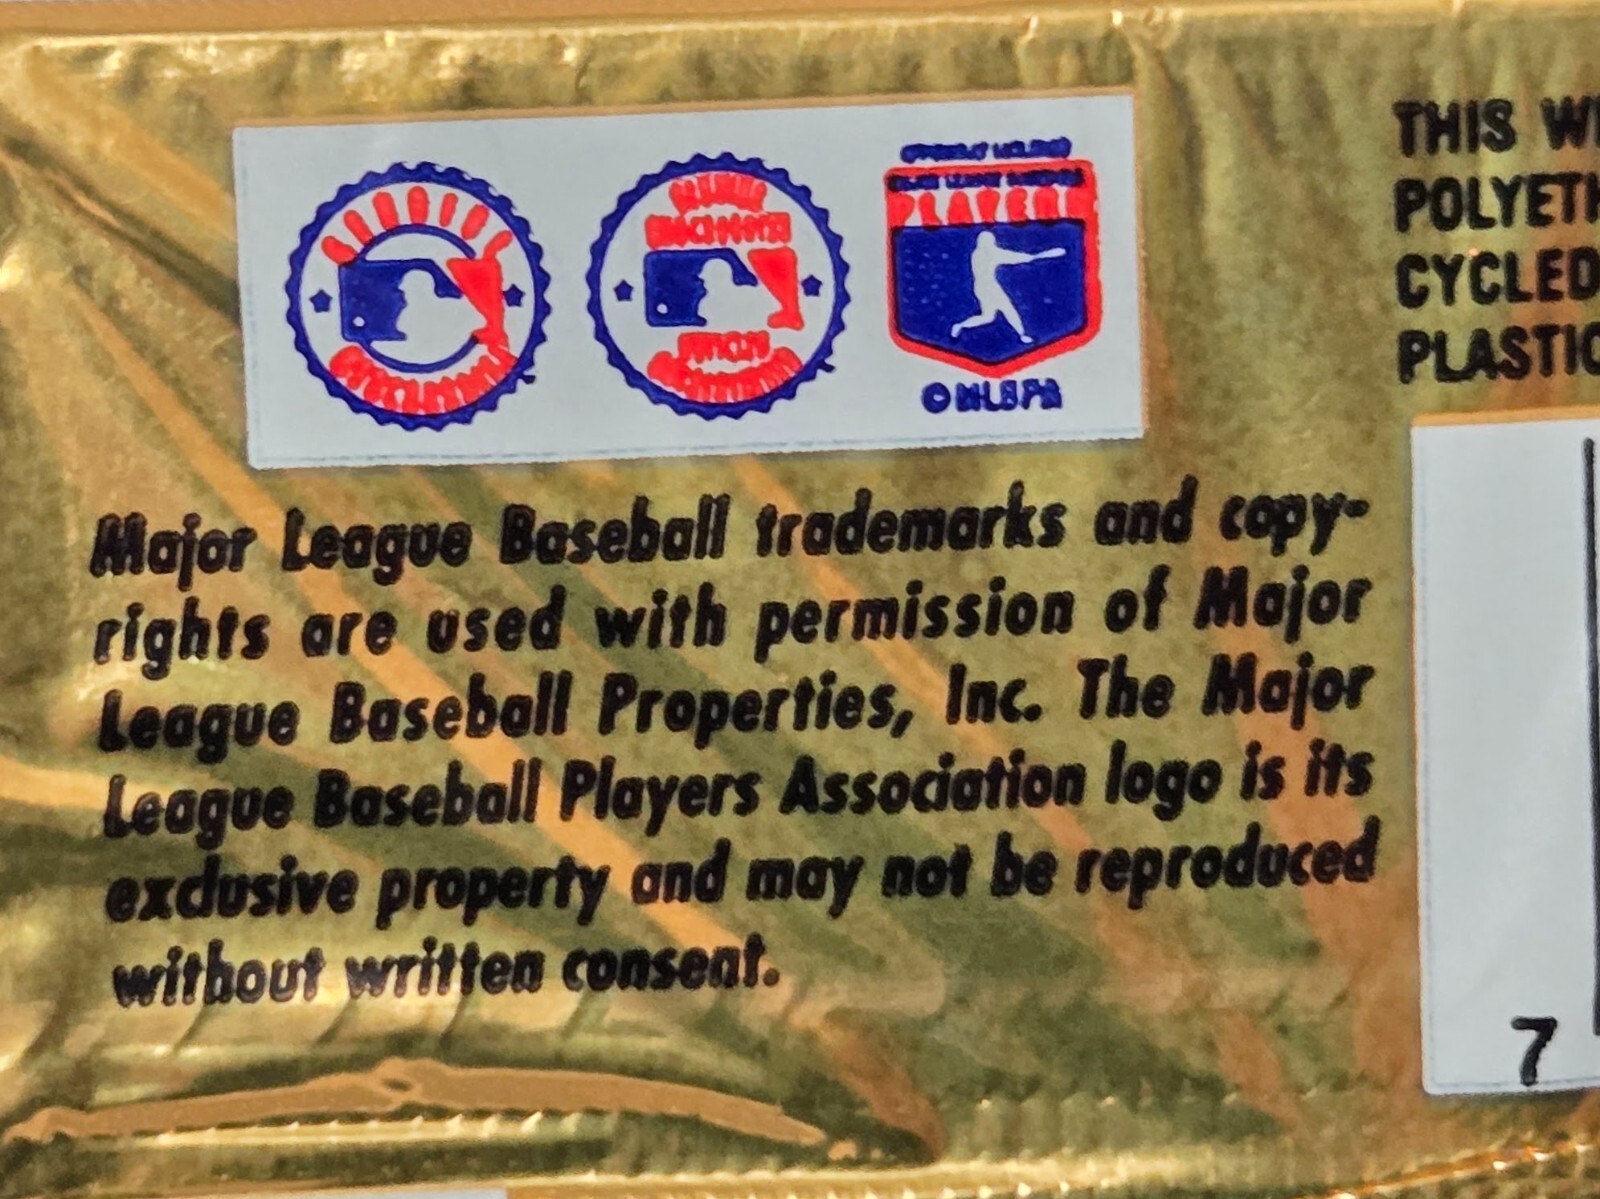 PLAYERS
© MLBPA
Major League Baseball trademarks and copy-
rights are used with permission of Major
League Baseball Properties, Inc. The Major
League Baseball Players Association logo is its
exclusive property and may not be reproduced
without written consent.
THIS
POLYETH
CYCLED
PLASTIC
7